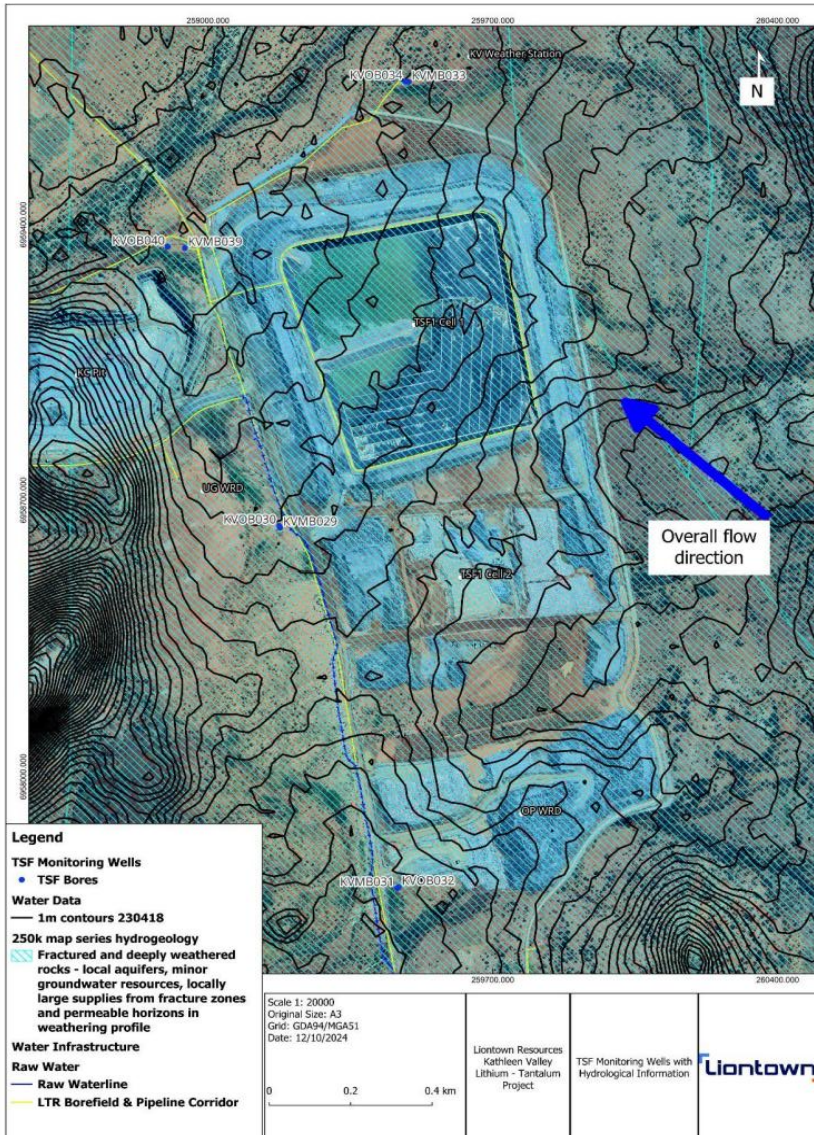 259000.000
259700.000
260400.000
KV Weather Station
KVOB034
KVMB033
N
6959400.000
KVOB040
KVMB039
TSF1 Cell 1
KC Pit
6958700.000
UG WRD
KVOB030
KVMB029
Overall flow
direction
TSF1 Cell 2
6958000.000
OP WRD
KVMB031
KVOB032
Legend
TSF Monitoring Wells
TSF Bores
Water Data
1m contours 230418
250k map series hydrogeology
Fractured and deeply weathered
rocks - local aquifers, minor
groundwater resources, locally
large supplies from fracture zones
and permeable horizons in
weathering profile
Water Infrastructure
Raw Water
Raw Waterline
LTR Borefield & Pipeline Corridor
259700.000
260400.000
Scale 1: 20000
Original Size: A3
Grid: GDA94/MGA51
Date: 12/10/2024
0
0.2
0.4 km
Liontown Resources
Kathleen Valley
Lithium - Tantalum
Project
TSF Monitoring Wells with
Hydrological Information
Liontown